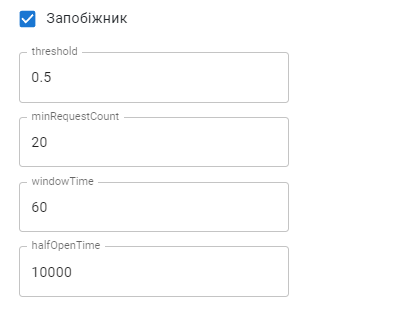 Запобіжник
threshold
0.5
minRequestCount
20
windowTime
60
halfOpenTime
10000